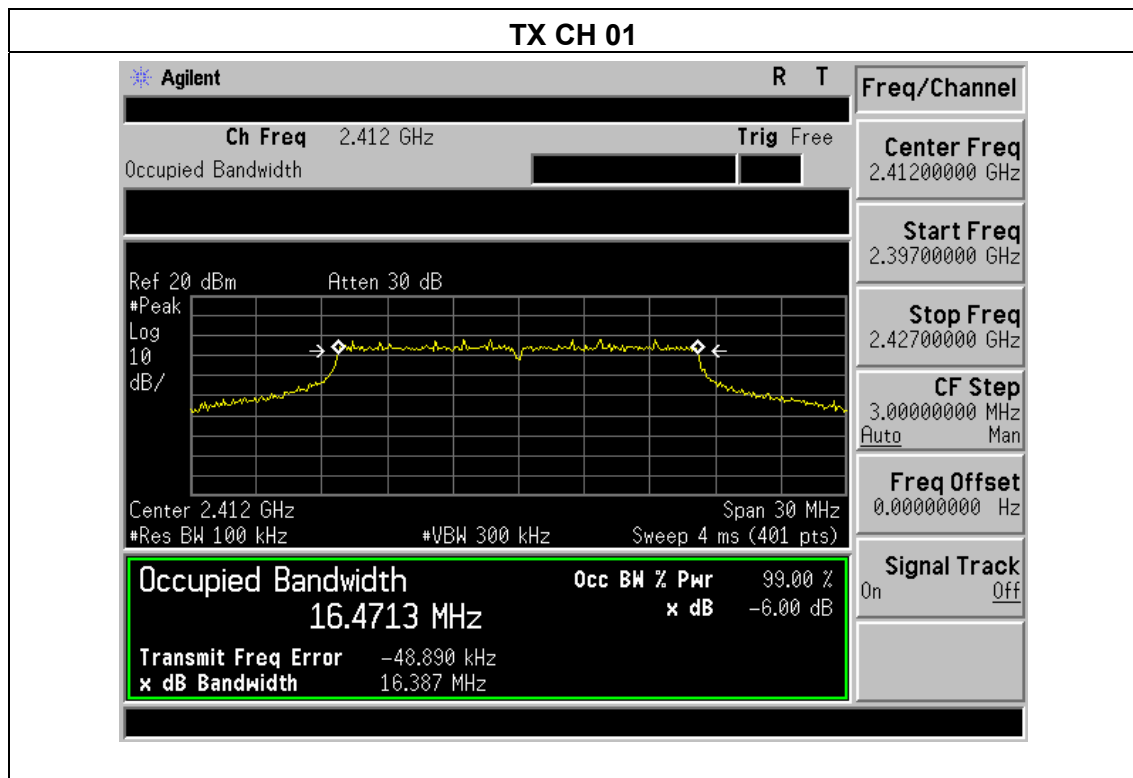 TX CH 01
Agilent R T
Ch Freq 2.412 GHz Trig Free
Occupied Bandwidth
Ref 20 dBm Atten 30 dB
#Peak
Log
10
dB/
Center 2.412 GHz Span 30 MHz
#Res BW 100 kHz #VBW 300 kHz Sweep 4 ms (401 pts)
Occupied Bandwidth Occ BW % Pwr 99.00 %
16.4713 MHz x dB -6.00 dB
Transmit Freq Error -48.890 kHz
x dB Bandwidth 16.387 MHz
Freq/Channel
Center Freq
2.41200000 GHz
Start Freq
2.39700000 GHz
Stop Freq
2.42700000 GHz
CF Step
3.00000000 MHz
Auto Man
Freq Offset
0.00000000 Hz
Signal Track
On Off